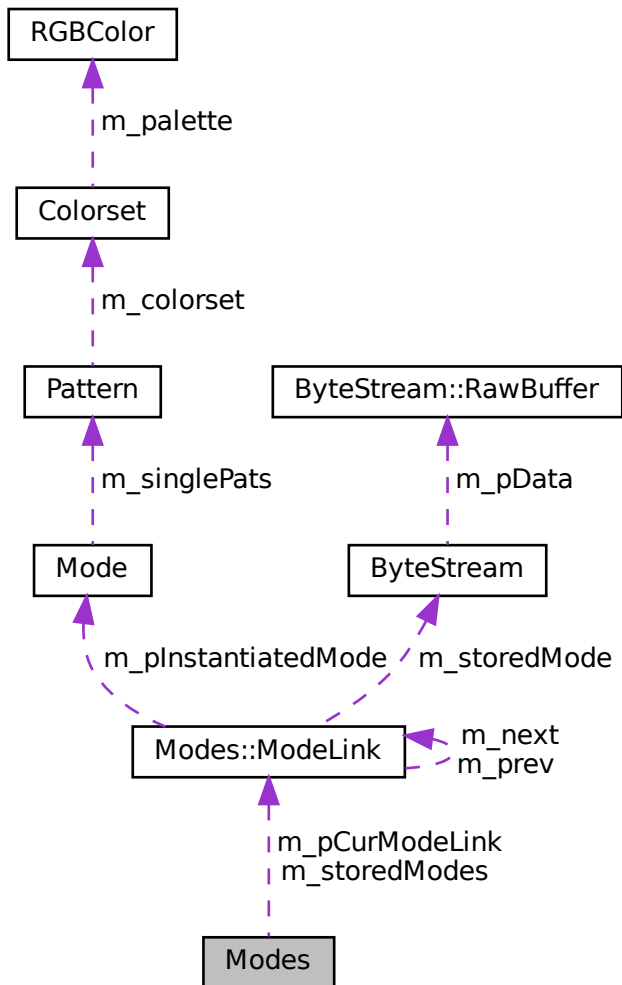 RGBColor
m_palette
Colorset
m_colorset
Pattern
ByteStream::RawBuffer
m_singlePats
m_pData
Mode
ByteStream
m_pInstantiatedMode
m_storedMode
Modes::ModeLink
m_next
m_prev
m_pCurModeLink
m_storedModes
Modes